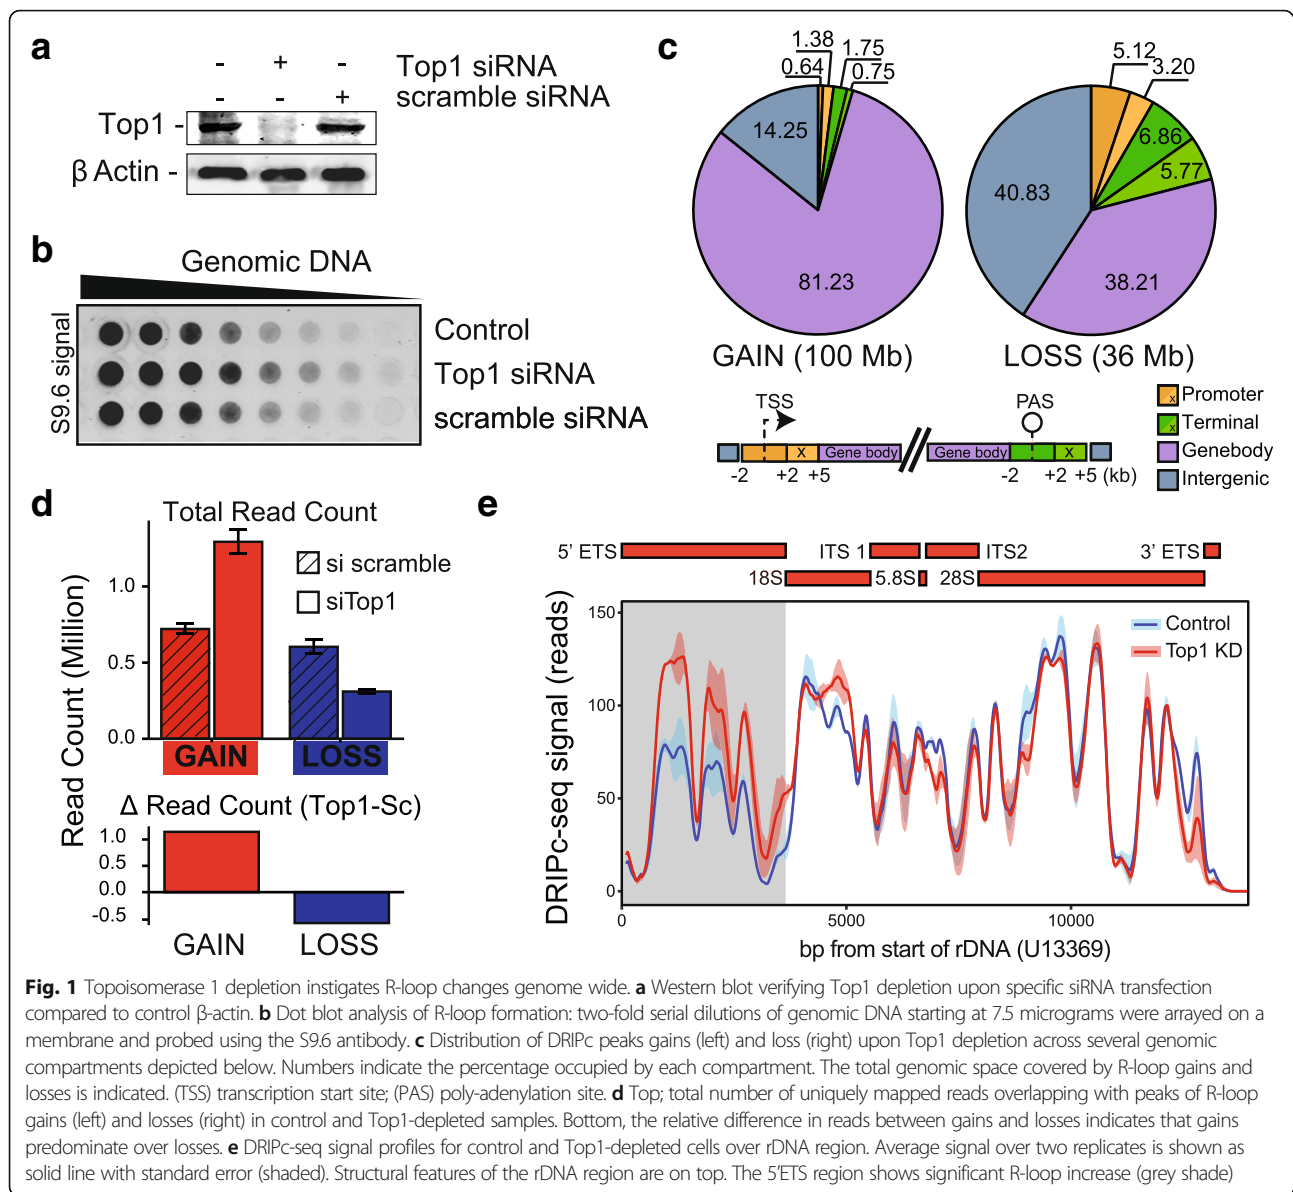 a
- + - Top1 siRNA
- - + scramble siRNA
Top1 -
β Actin -
b
Genomic DNA
S9.6 signal
Control
Top1 siRNA
scramble siRNA
c
0.64
1.38
1.75
0.75
14.25
81.23
GAIN (100 Mb)
5.12
3.20
6.86
5.77
40.83
38.21
LOSS (36 Mb)
TSS
PAS
x
Gene body
Gene body
x
-2 +2 +5
-2 +2 +5 (kb)
x Promoter
x Terminal
Genebody
Intergenic
d
Total Read Count
Read Count (Million)
1.0
0.5
0.0
si scramble
siTop1
GAIN
LOSS
Δ Read Count (Top1-Sc)
1.0
0.5
0.0
-0.5
GAIN
LOSS
e
5' ETS
ITS 1
ITS2
3' ETS
18S
5.8S
28S
DRIPc-seq signal (reads)
150
100
50
0
Control
Top1 KD
0
5000
10000
bp from start of rDNA (U13369)
Fig. 1 Topoisomerase 1 depletion instigates R-loop changes genome wide. a Western blot verifying Top1 depletion upon specific siRNA transfection
compared to control β-actin. b Dot blot analysis of R-loop formation: two-fold serial dilutions of genomic DNA starting at 7.5 micrograms were arrayed on a
membrane and probed using the S9.6 antibody. c Distribution of DRIPc peaks gains (left) and loss (right) upon Top1 depletion across several genomic
compartments depicted below. Numbers indicate the percentage occupied by each compartment. The total genomic space covered by R-loop gains and
losses is indicated. (TSS) transcription start site; (PAS) poly-adenylation site. d Top; total number of uniquely mapped reads overlapping with peaks of R-loop
gains (left) and losses (right) in control and Top1-depleted samples. Bottom, the relative difference in reads between gains and losses indicates that gains
predominate over losses. e DRIPc-seq signal profiles for control and Top1-depleted cells over rDNA region. Average signal over two replicates is shown as
solid line with standard error (shaded). Structural features of the rDNA region are on top. The 5'ETS region shows significant R-loop increase (grey shade)